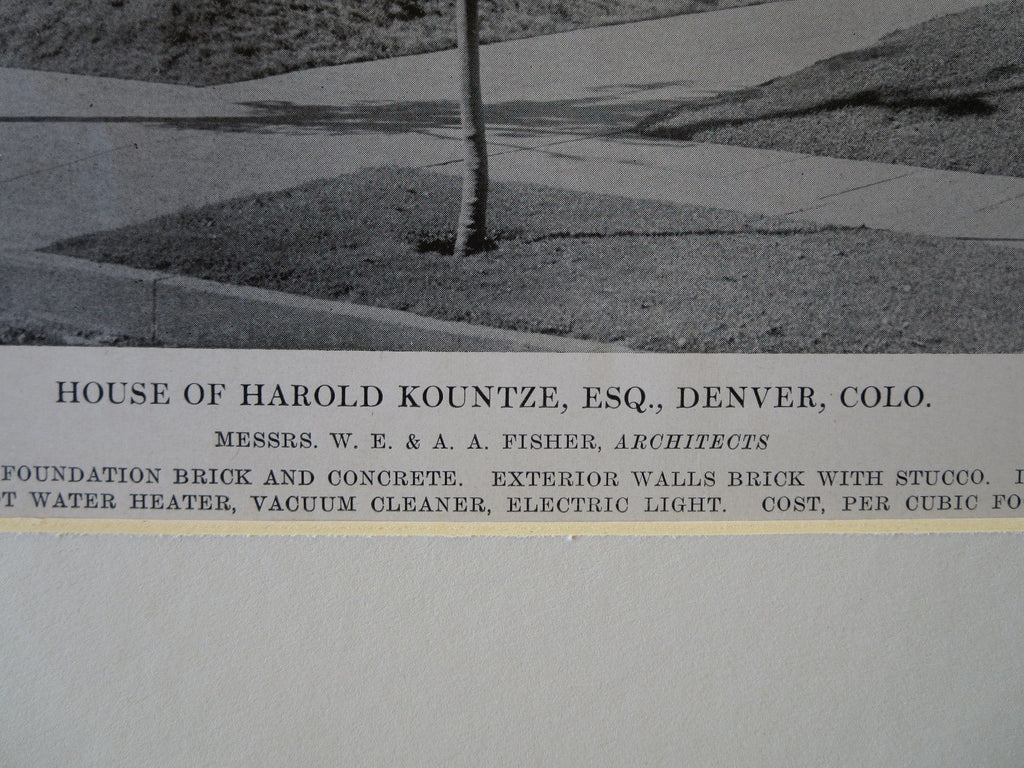 HOUSE OF HAROLD KOUNTZE, ESQ., DENVER, COLO.
MESSRS. W. E. & A. A. FISHER, ARCHITECTS
FOUNDATION BRICK AND CONCRETE. EXTERIOR WALLS BRICK WITH STUCCO.
WATER HEATER, VACUUM CLEANER, ELECTRIC LIGHT. COST, PER CUBIC